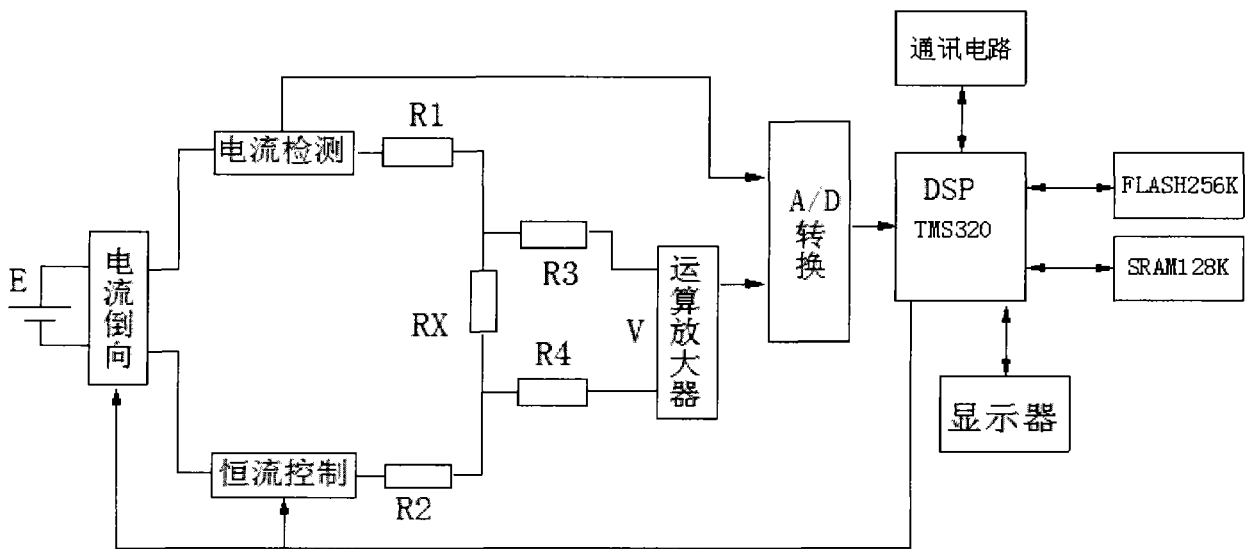 通讯电路
R1
电流检测
A/D
转换
DSP
TMS320
FLASH256K
SRAM128K
E
电流倒向
R3
RX
V
运算放大器
R4
显示器
恒流控制
R2